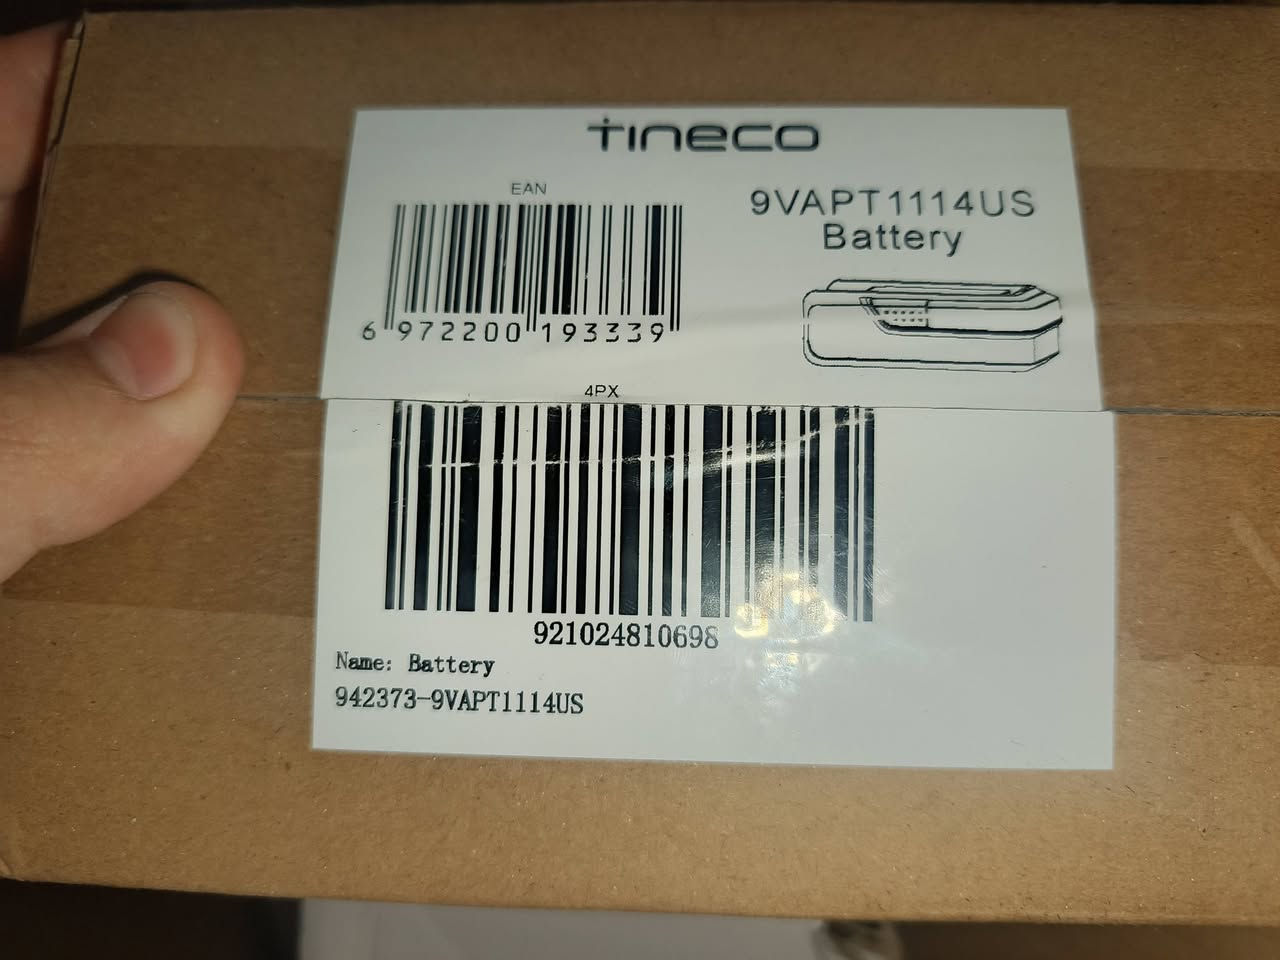 tineco
EAN
9VAPT1114US
Battery
6 972200 193339
4PX
921024810698
Name: Battery
942373-9VAPT1114US